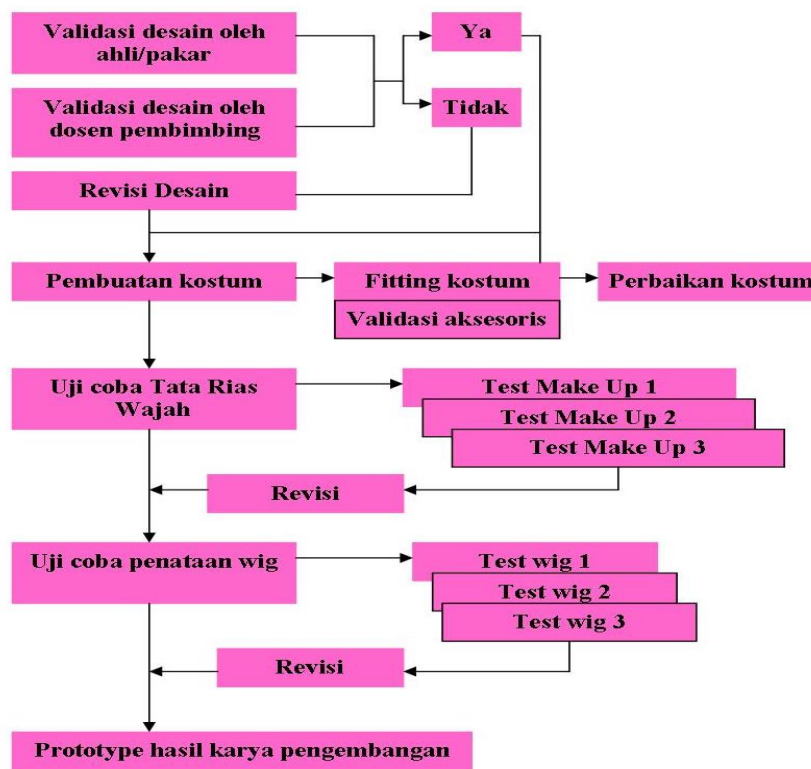 Validasi desain oleh
ahli/pakar
Ya
Validasi desain oleh
dosen pembimbing
Tidak
Revisi Desain
Pembuatan kostum
Fitting kostum
Perbaikan kostum
Validasi aksesoris
Uji coba Tata Rias
Wajah
Test Make Up 1
Test Make Up 2
Test Make Up 3
Revisi
Uji coba penataan wig
Test wig 1
Test wig 2
Test wig 3
Revisi
Prototype hasil karya pengembangan